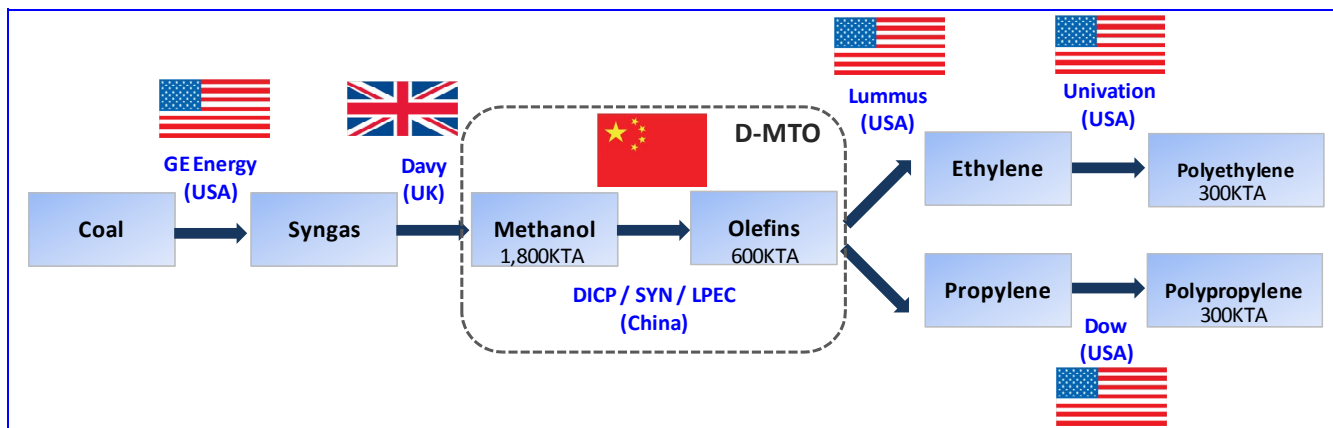 GE Energy
(USA)
Davy
(UK)
D-MTO
Lummus
(USA)
Univation
(USA)
Coal
Syngas
Methanol
1,800KTA
Olefins
600KTA
DICP / SYN / LPEC
(China)
Ethylene
Polyethylene
300KTA
Propylene
Polypropylene
300KTA
Dow
(USA)